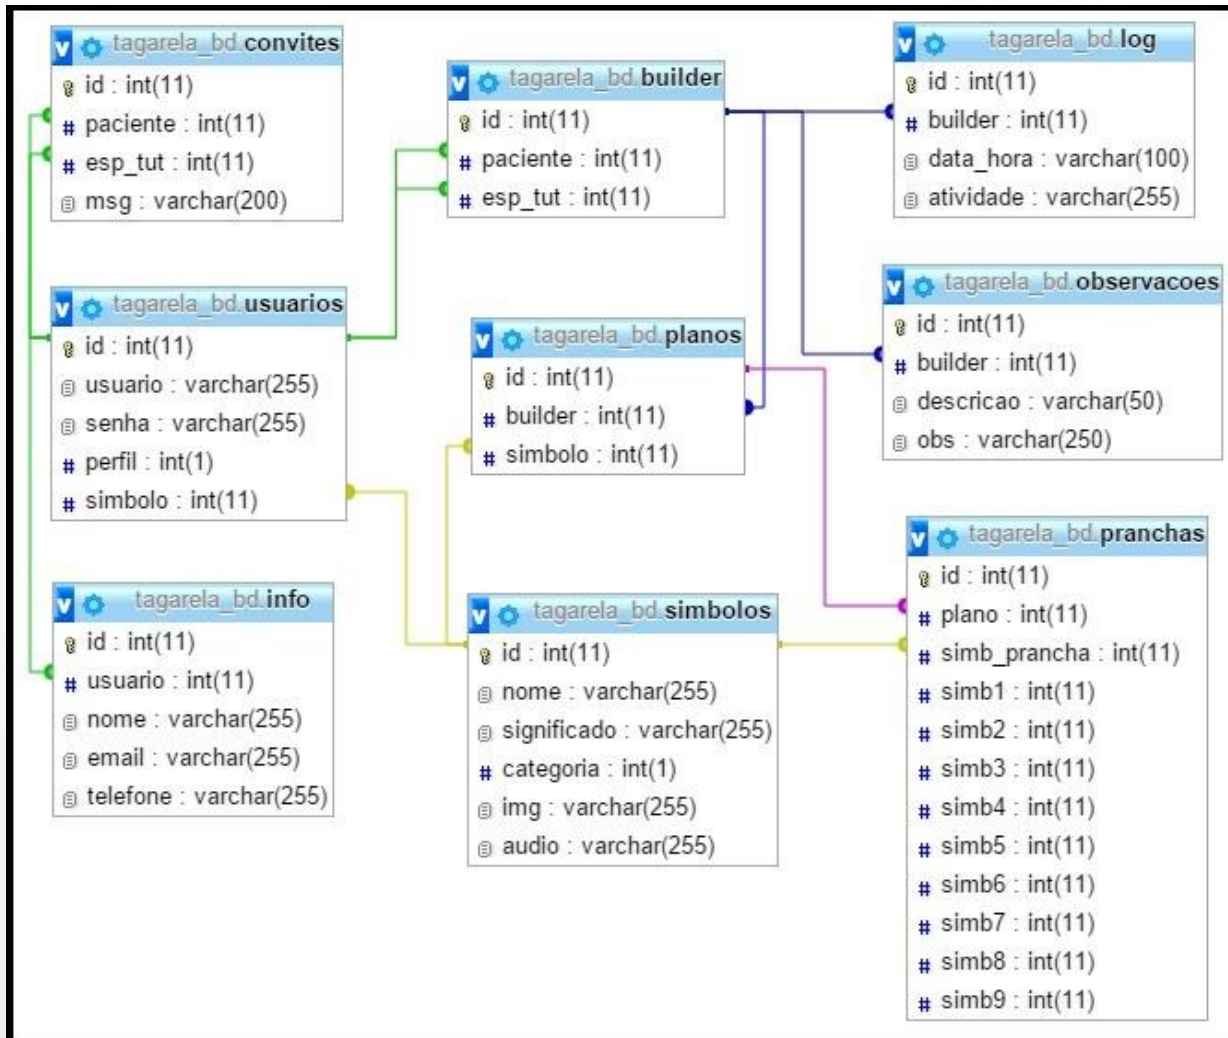 tagarela_bd.convites
id : int(11)
paciente : int(11)
esp_tut : int(11)
msg : varchar(200)
tagarela_bd.usuarios
id : int(11)
usuario : varchar(255)
senha : varchar(255)
perfil : int(1)
simbolo : int(11)
tagarela_bd.info
id : int(11)
usuario : int(11)
nome : varchar(255)
email : varchar(255)
telefone : varchar(255)
tagarela_bd.builder
id : int(11)
paciente : int(11)
esp_tut : int(11)
tagarela_bd.planos
id : int(11)
builder : int(11)
simbolo : int(11)
tagarela_bd.simbolos
id : int(11)
nome : varchar(255)
significado : varchar(255)
categoria : int(1)
img : varchar(255)
audio : varchar(255)
tagarela_bd.log
id : int(11)
builder : int(11)
data_hora : varchar(100)
atividade : varchar(255)
tagarela_bd.observacoes
id : int(11)
builder : int(11)
descricao : varchar(50)
obs : varchar(250)
tagarela_bd.pranchas
id : int(11)
plano : int(11)
simb_prancha : int(11)
simb1 : int(11)
simb2 : int(11)
simb3 : int(11)
simb4 : int(11)
simb5 : int(11)
simb6 : int(11)
simb7 : int(11)
simb8 : int(11)
simb9 : int(11)